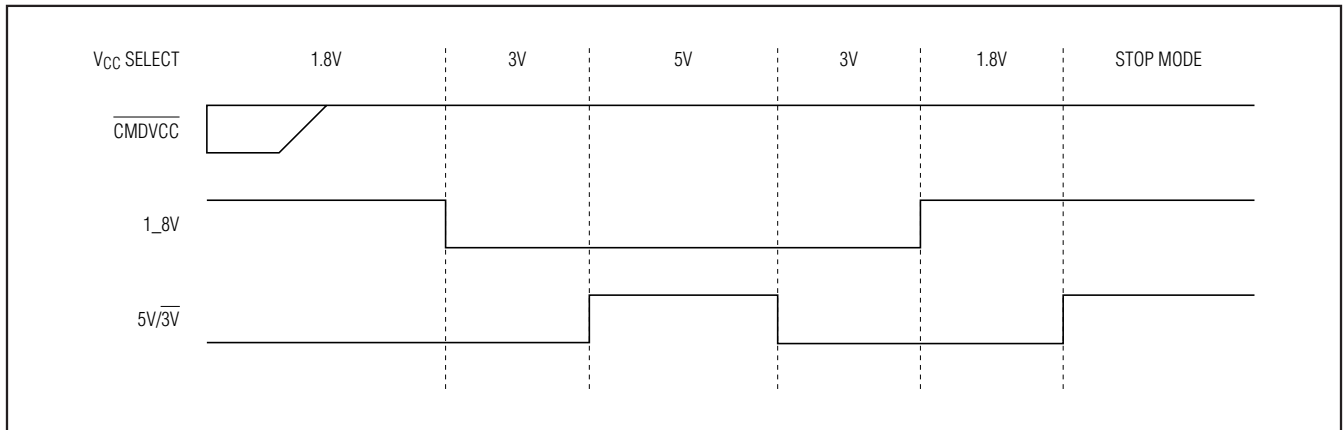 VCC SELECT 1.8V 3V 5V 3V 1.8V STOP MODE
CMDVCC
1_8V
5V/3V